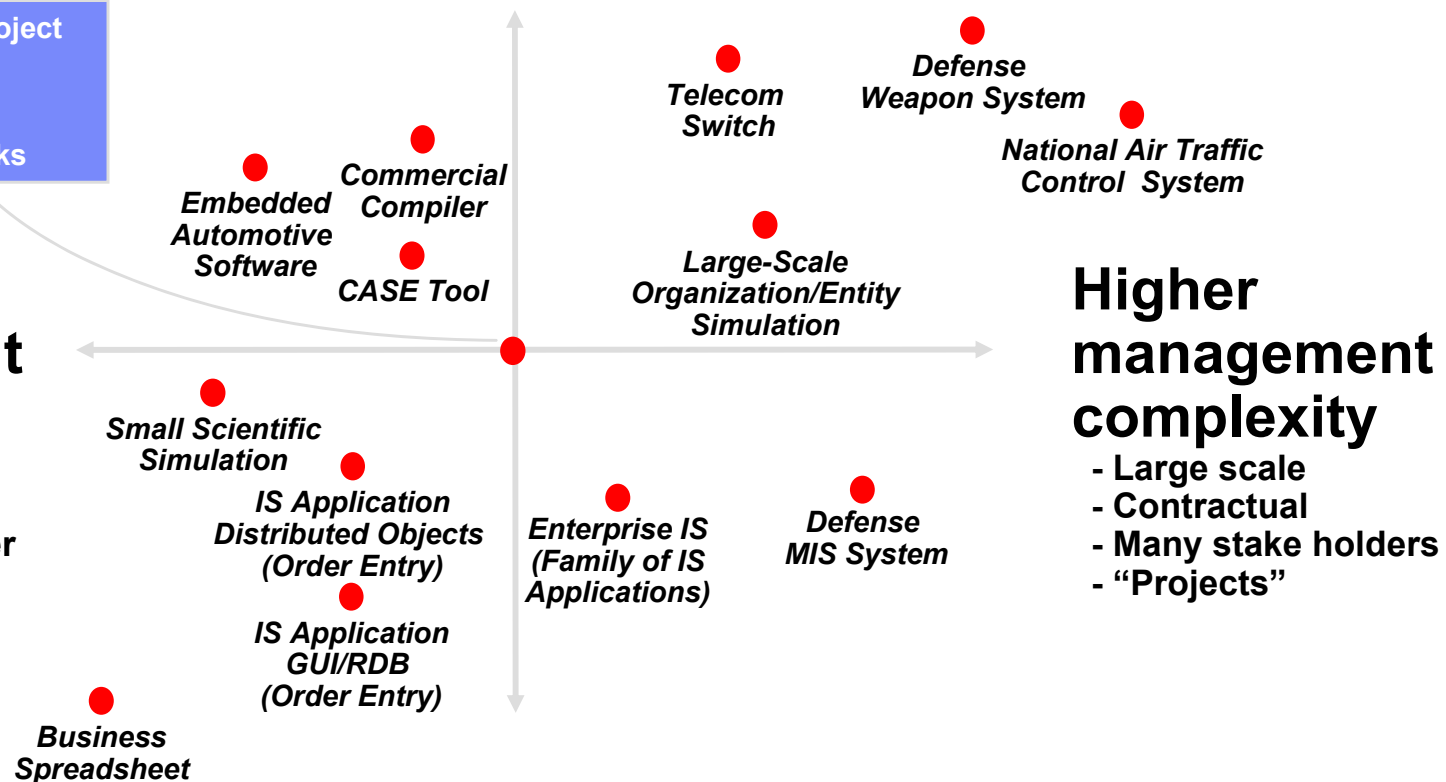 oject
ks
Telecom
Switch
Defense
Weapon System
National Air Traffic
Control System
Commercial
Compiler
Embedded
Automotive
Software
CASE Tool
Large-Scale
Organization/Entity
Simulation
t
Higher
management
complexity
- Large scale
- Contractual
- Many stake holders
- “Projects”
Small Scientific
Simulation
IS Application
Distributed Objects
(Order Entry)
er
Enterprise IS
(Family of IS
Applications)
Defense
MIS System
IS Application
GUI/RDB
(Order Entry)
Business
Spreadsheet